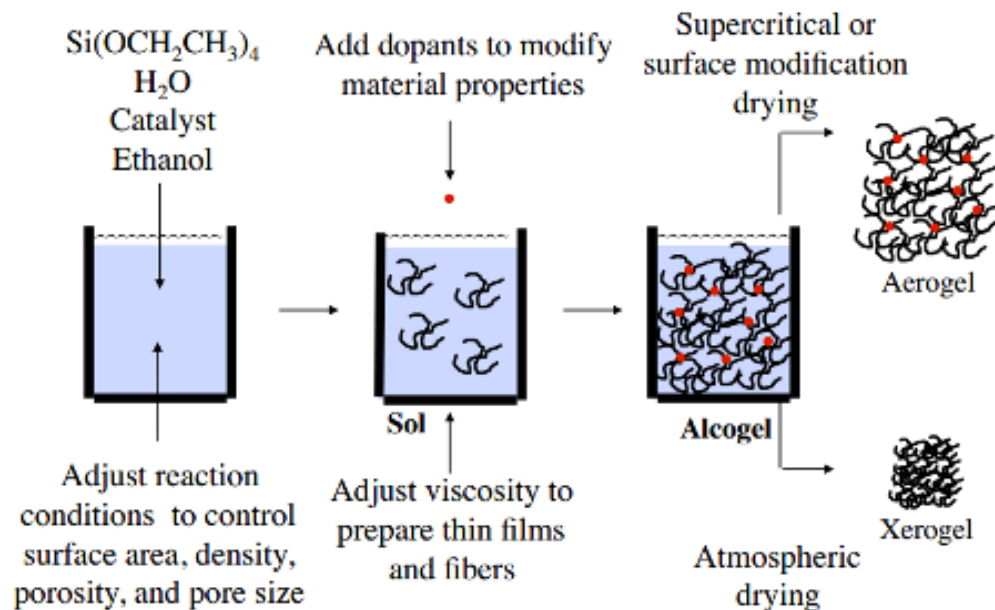 Si(OCH₂CH₃)₄
H₂O
Catalyst
Ethanol
Add dopants to modify
material properties
Supercritical or
surface modification
drying
Aerogel
Sol
Alcogel
Adjust reaction
conditions to control
surface area, density,
porosity, and pore size
Adjust viscosity to
prepare thin films
and fibers
Xerogel
Atmospheric
drying